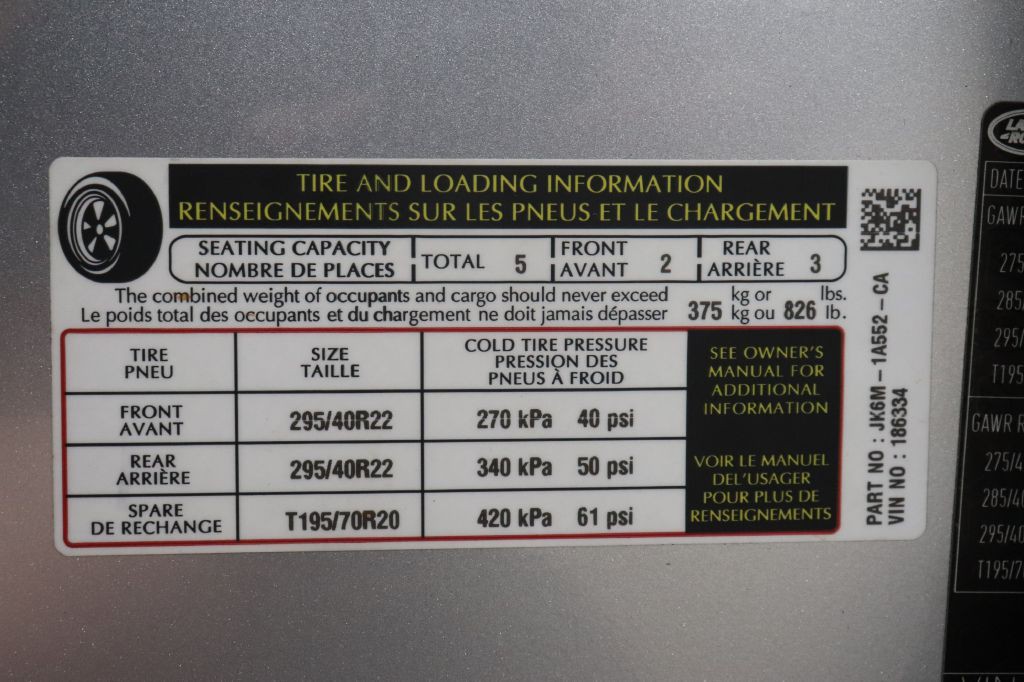 TIRE AND LOADING INFORMATION
RENSEIGNEMENTS SUR LES PNEUS ET LE CHARGEMENT
SEATING CAPACITY
NOMBRE DE PLACES
TOTAL 5
FRONT
AVANT 2
REAR
ARRIÈRE 3
The combined weight of occupants and cargo should never exceed 375 kg or 826 lbs.
Le poids total des occupants et du chargement ne doit jamais dépasser kg ou lb.
TIRE
PNEU
SIZE
TAILLE
COLD TIRE PRESSURE
PRESSION DES
PNEUS À FROID
FRONT
AVANT
295/40R22
270 kPa 40 psi
REAR
ARRIÈRE
295/40R22
340 kPa 50 psi
SPARE
DE RECHANGE
T195/70R20
420 kPa 61 psi
SEE OWNER'S
MANUAL FOR
ADDITIONAL
INFORMATION
VOIR LE MANUEL
DEL'USAGER
POUR PLUS DE
RENSEIGNEMENTS
PART NO : JK6M-1A552-CA
VIN NO : 186334
DATE
GAWR
275
285/
295/
T195
GAWR R
275/4
285/4
295/40
T195/7